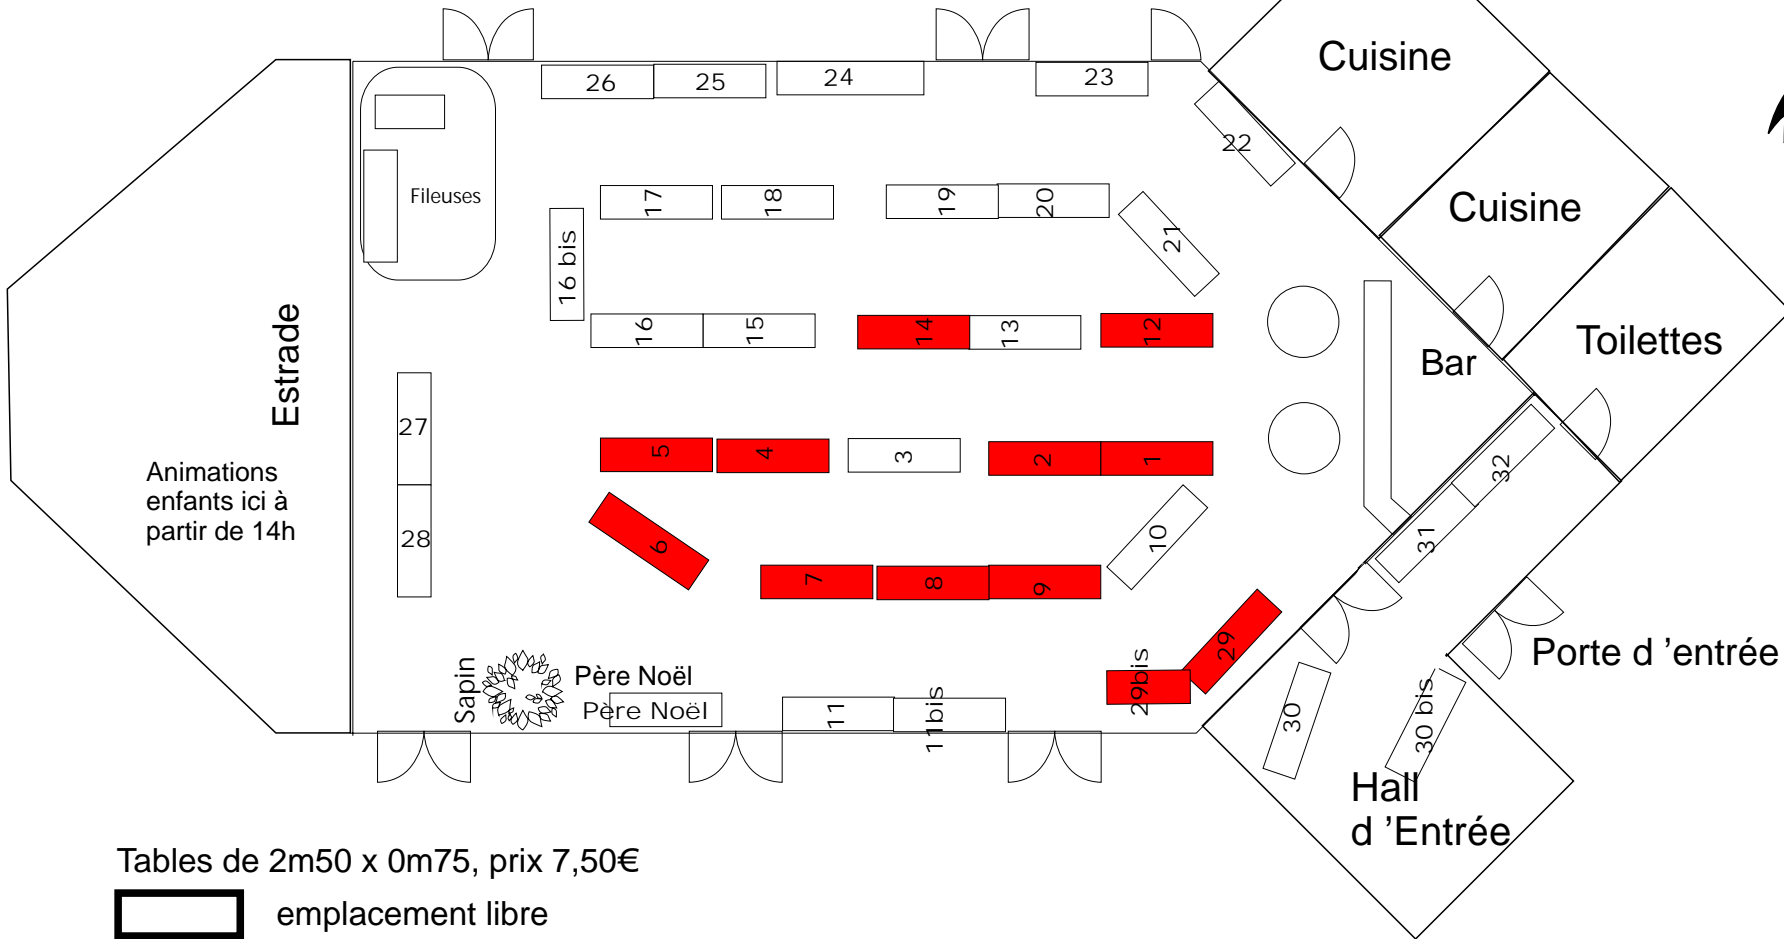 Cuisine
26
25
24
23
22
Fileuses
17
18
19
20
Cuisine
21
16 bis
16
15
14
13
12
Toilettes
Estrade
Bar
27
5
4
3
2
1
32
Animations
enfants ici à
partir de 14h
28
6
10
31
7
8
9
29
Porte d ’entrée
Sapin
Père Noël
Père Noël
11
11bis
29bis
30
30 bis
Hall
d ’Entrée
Tables de 2m50 x 0m75, prix 7,50€
emplacement libre